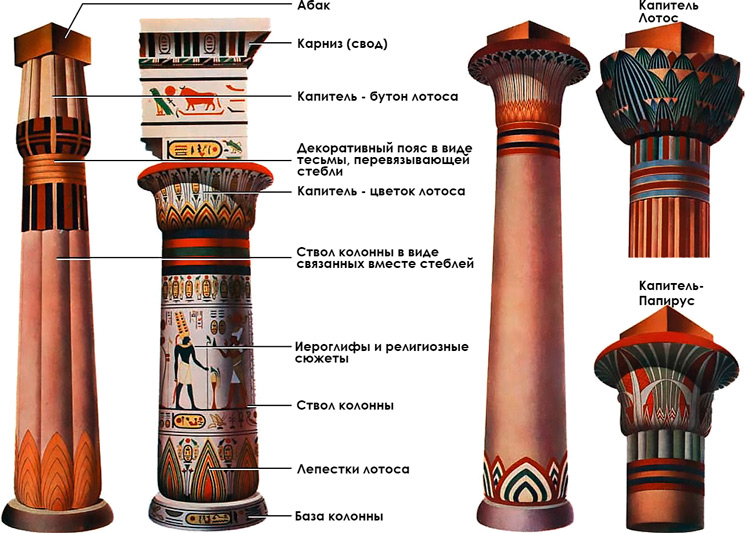 Абак
Карниз (свод)
Капитель - бутон лотоса
Декоративный пояс в виде
тесьмы, перевязывающей
стебли
Капитель - цветок лотоса
Ствол колонны в виде
связанных вместе стеблей
Иероглифы и религиозные
сюжеты
Ствол колонны
Лепестки лотоса
База колонны
Капитель
Лотос
Капитель-
Папирус